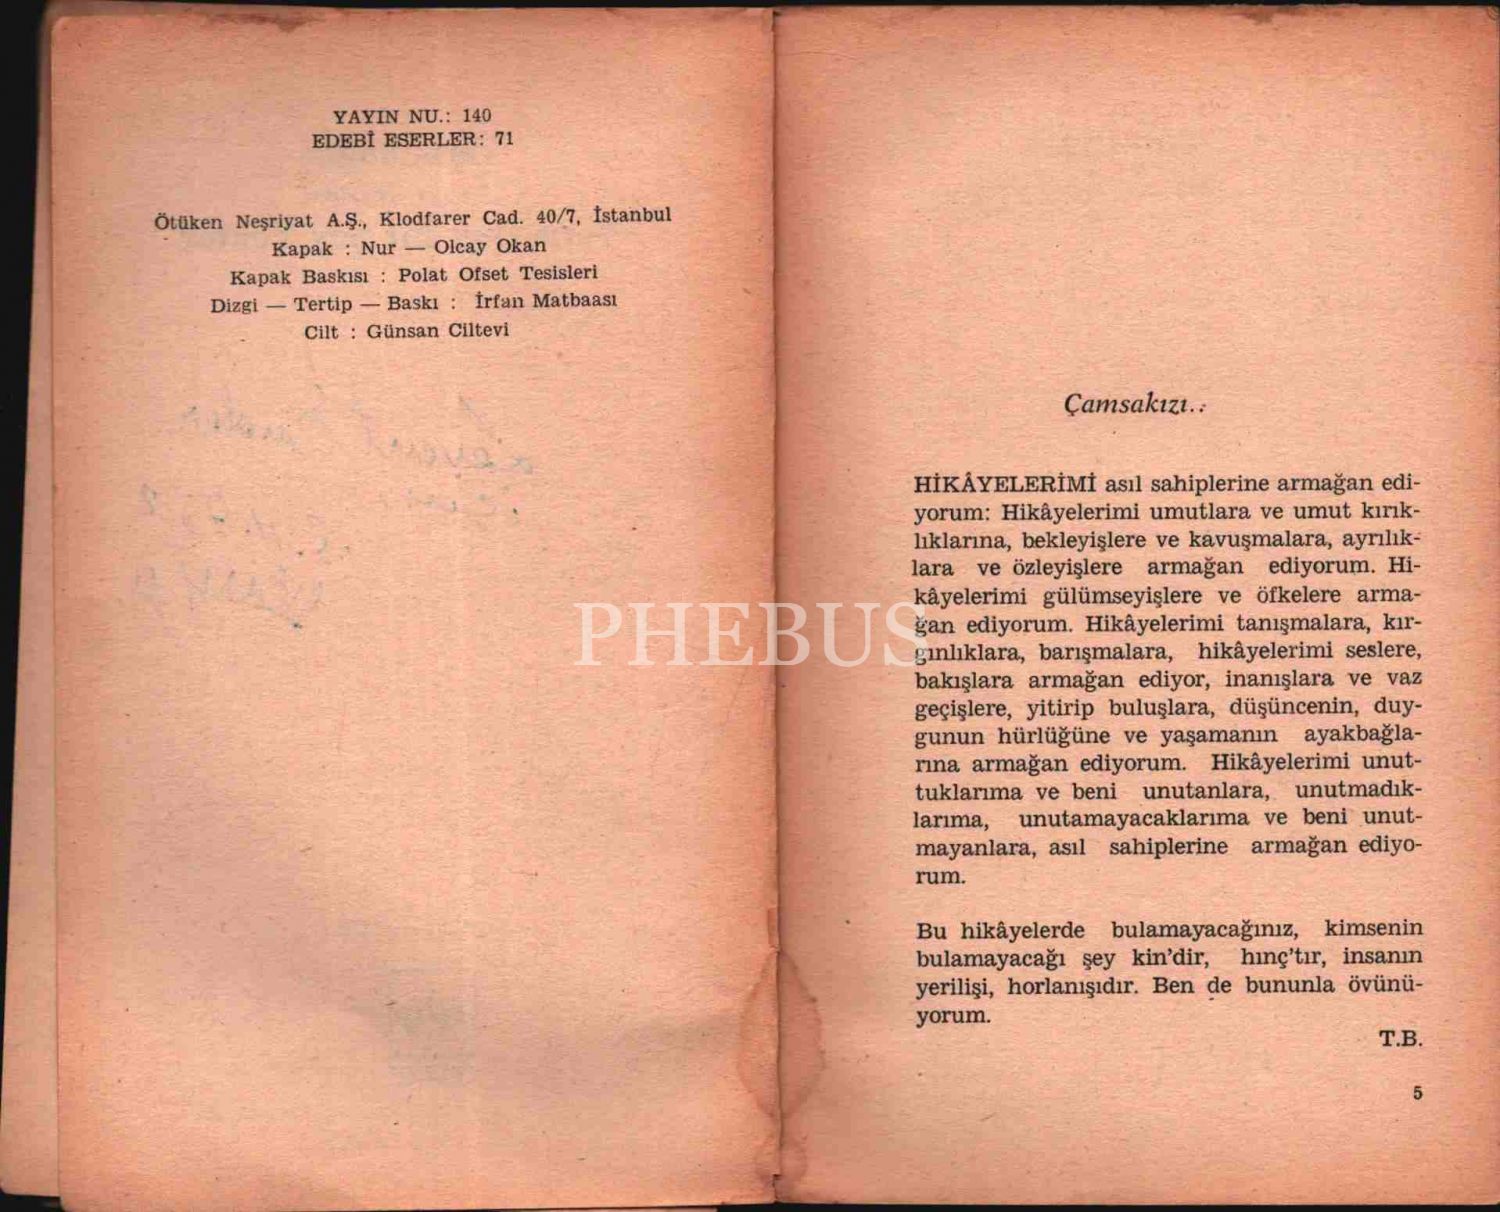 YAYIN NU.: 140
EDEBİ ESERLER: 71
Ötüken Neşriyat A.Ş., Klodfarer Cad. 40/7, İstanbul
Kapak : Nur — Olcay Okan
Kapak Baskısı : Polat Ofset Tesisleri
Dizgi — Tertip — Baskı : İrfan Matbaası
Cilt : Günsan Ciltevi
PHEBUS
Çamsakızı..
HİKÂYELERİMİ asıl sahiplerine armağan edi-
yorum: Hikâyelerimi umutlara ve umut kırık-
lıklarına, bekleyişlere ve kavuşmalara, ayrılık-
lara ve özleyişlere armağan ediyorum. Hi-
kâyelerimi gülümseyişlere ve öfkelere arma-
ğan ediyorum. Hikâyelerimi tanışmalara, kır-
gınlıklara, barışmalara, hikâyelerimi seslere,
bakışlara armağan ediyor, inanışlara ve vaz
geçişlere, yitirip buluşlara, düşüncenin, duy-
gunun hürlüğüne ve yaşamanın ayakbağla-
rına armağan ediyorum. Hikâyelerimi unut-
tuklarıma ve beni unutanlara, unutmadık-
larıma, unutamayacaklarıma ve beni unut-
mayanlara, asıl sahiplerine armağan ediyo-
rum.
Bu hikâyelerde bulamayacağınız, kimsenin
bulamayacağı şey kin'dir, hınç'tır, insanın
yerilişi, horlanışıdır. Ben de bununla övünü-
yorum.
T.B.
5